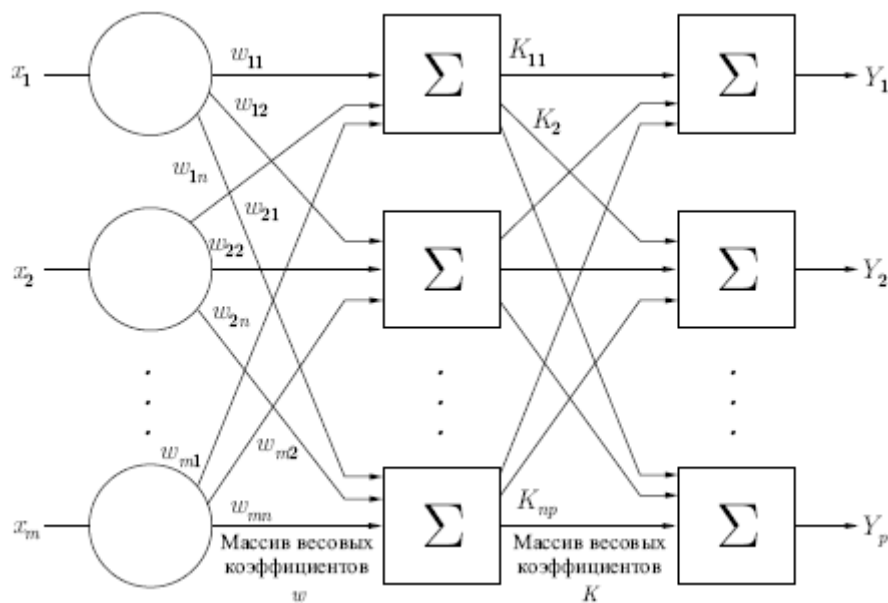 x₁
w₁₁
Σ
K₁₁
Σ
Y₁
w₁₂
K₂
w₁ₙ
w₂₁
x₂
w₂₂
Σ
Σ
Y₂
w₂ₙ
wₘ₁
wₘ₂
xₘ
wₘₙ
Σ
Kₙₚ
Σ
Yₚ
Массив весовых
коэффициентов
w
Массив весовых
коэффициентов
K